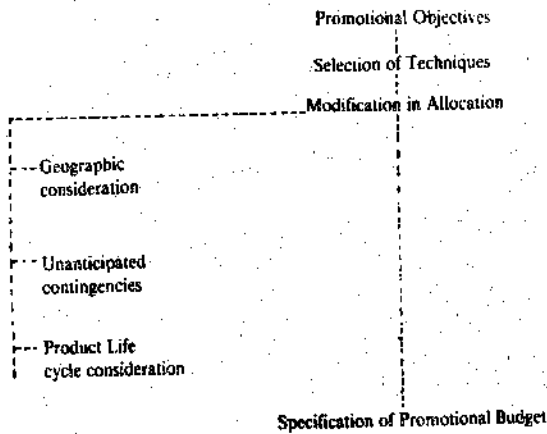 Promotional Objectives
Selection of Techniques
Modification in Allocation
Geographic
consideration
Unanticipated
contingencies
Product Life
cycle consideration
Specification of Promotional Budget